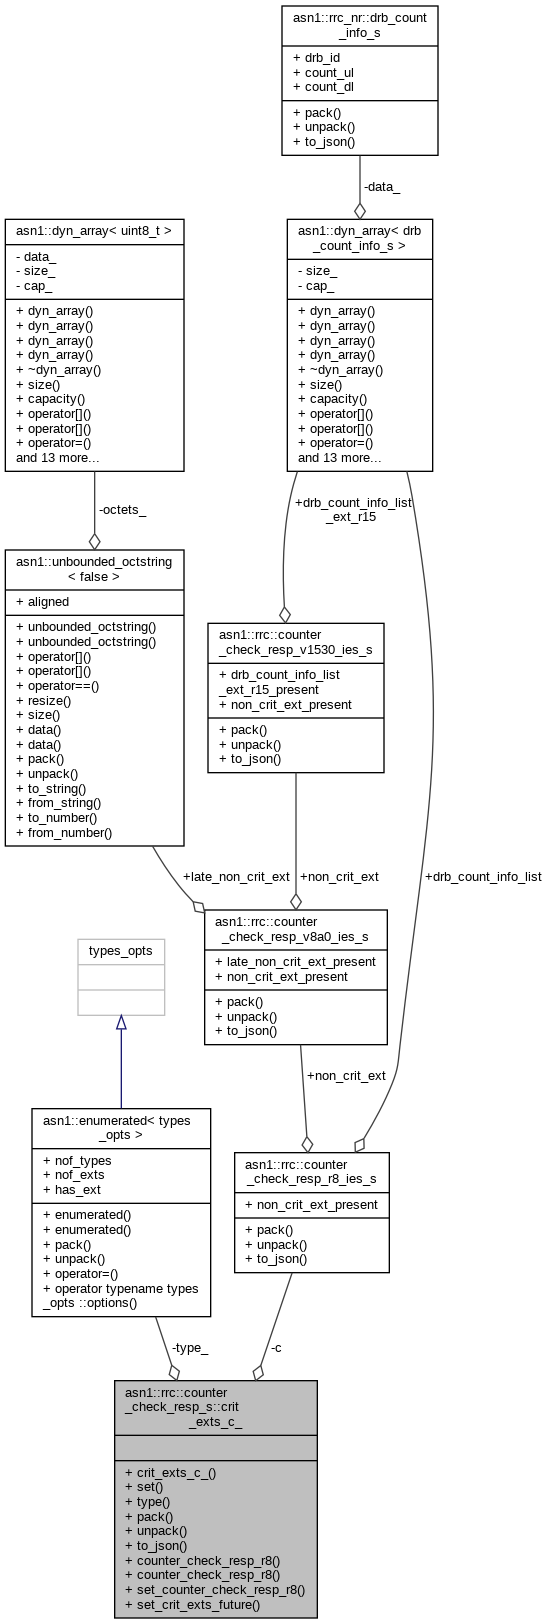 asn1::rrc_nr::drb_count
_info_s
+ drb_id
+ count_ul
+ count_dl
+ pack()
+ unpack()
+ to_json()
-data_
asn1::dyn_array< uint8_t >
- data_
- size_
- cap_
+ dyn_array()
+ dyn_array()
+ dyn_array()
+ dyn_array()
+ ~dyn_array()
+ size()
+ capacity()
+ operator[]()
+ operator[]()
+ operator=()
and 13 more...
asn1::dyn_array< drb
_count_info_s >
- size_
- cap_
+ dyn_array()
+ dyn_array()
+ dyn_array()
+ dyn_array()
+ ~dyn_array()
+ size()
+ capacity()
+ operator[]()
+ operator[]()
+ operator=()
and 13 more...
-octets_
+drb_count_info_list
_ext_r15
asn1::unbounded_octstring
< false >
+ aligned
+ unbounded_octstring()
+ unbounded_octstring()
+ operator[]()
+ operator[]()
+ operator==()
+ resize()
+ size()
+ data()
+ data()
+ pack()
+ unpack()
+ to_string()
+ from_string()
+ to_number()
+ from_number()
asn1::rrc::counter
_check_resp_v1530_ies_s
+ drb_count_info_list
_ext_r15_present
+ non_crit_ext_present
+ pack()
+ unpack()
+ to_json()
+late_non_crit_ext
+non_crit_ext
+drb_count_info_list
asn1::rrc::counter
_check_resp_v8a0_ies_s
+ late_non_crit_ext_present
+ non_crit_ext_present
+ pack()
+ unpack()
+ to_json()
types_opts
+non_crit_ext
asn1::enumerated< types
_opts >
+ nof_types
+ nof_exts
+ has_ext
+ enumerated()
+ enumerated()
+ pack()
+ unpack()
+ operator=()
+ operator typename types
_opts ::options()
asn1::rrc::counter
_check_resp_r8_ies_s
+ non_crit_ext_present
+ pack()
+ unpack()
+ to_json()
-type_
-c
asn1::rrc::counter
_check_resp_s::crit
_exts_c_
+ crit_exts_c_()
+ set()
+ type()
+ pack()
+ unpack()
+ to_json()
+ counter_check_resp_r8()
+ counter_check_resp_r8()
+ set_counter_check_resp_r8()
+ set_crit_exts_future()